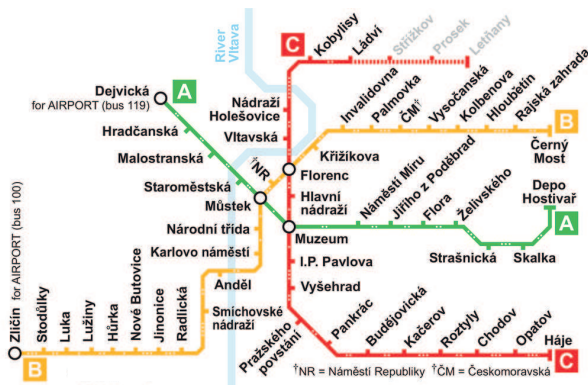 River
Vltava
C
Kobylisy
Ládví
Střížkov
Prosek
Letňany
Dejvická
for AIRPORT (bus 119)
A
Hradčanská
Malostranská
Staroměstská
Můstek
†NR
Nádraží
Holešovice
Vltavská
Florenc
Křižíkova
Invalidovna
Palmovka
ČM†
Vysočanská
Kolbenova
Hloubětín
Rajská zahrada
B
Černý
Most
Hlavní
nádraží
Muzeum
Náměstí Míru
Jiřího z Poděbrad
Flora
Želivského
Strašnická
Skalka
Depo
Hostivař
A
Národní třída
Karlovo náměstí
Anděl
Smíchovské
nádraží
I.P. Pavlova
Vyšehrad
Pražského
povstání
Pankrác
Budějovická
Kačerov
Roztyly
Chodov
Opatov
Háje
C
Zličín for AIRPORT (bus 100)
Stodůlky
Luka
Lužiny
Hůrka
Nové Butovice
Jinonice
Radlická
B
†NR = Náměstí Republiky †ČM = Českomoravská